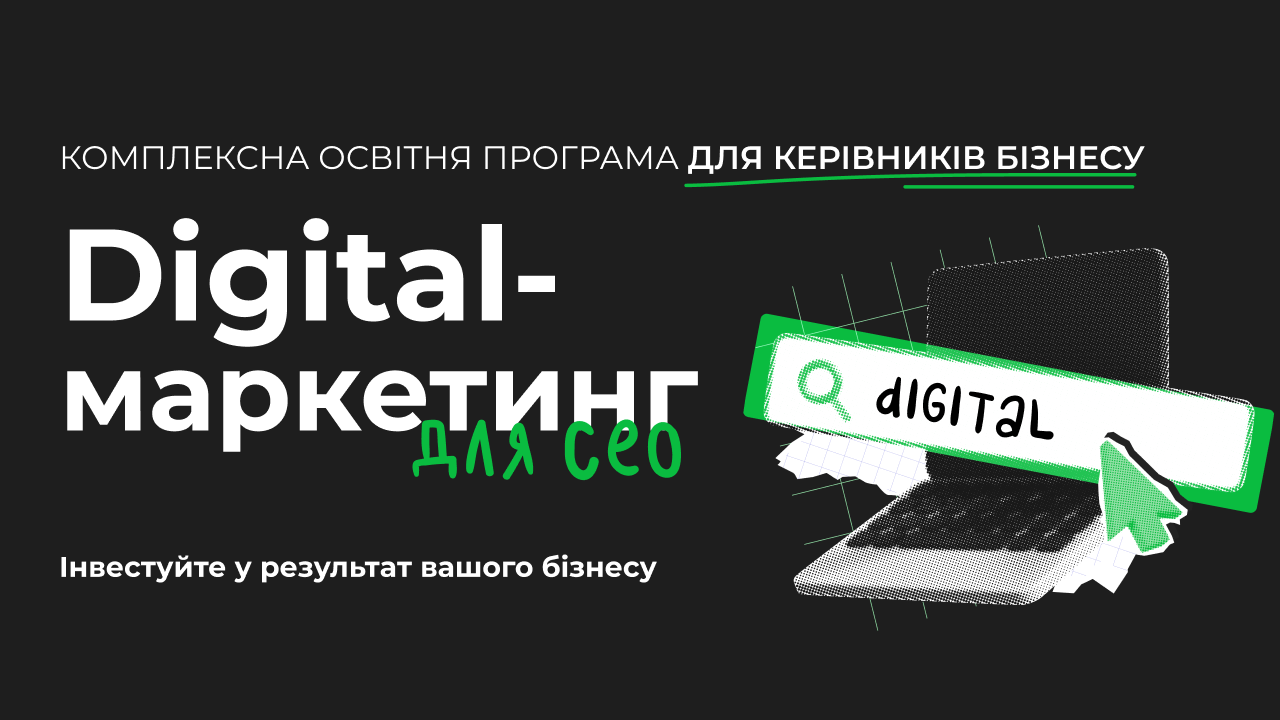 КОМПЛЕКСНА ОСВІТНЯ ПРОГРАМА ДЛЯ КЕРІВНИКІВ БІЗНЕСУ
Digital-
маркетинг
для CEO
DIGITAL
Інвестуйте у результат вашого бізнесу